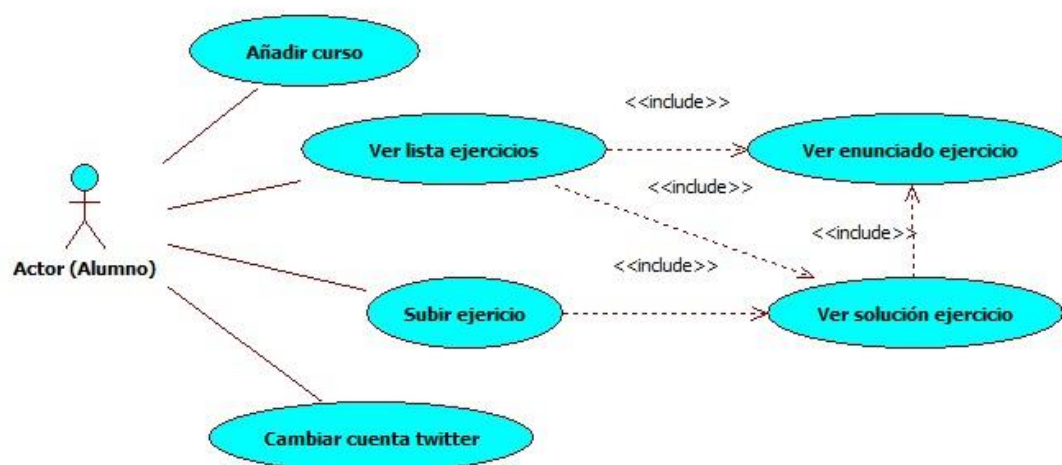 Añadir curso
<<include>>
Ver lista ejercicios
Ver enunciado ejercicio
<<include>>
<<include>>
Actor (Alumno)
<<include>>
Subir ejericio
Ver solución ejercicio
Cambiar cuenta twitter